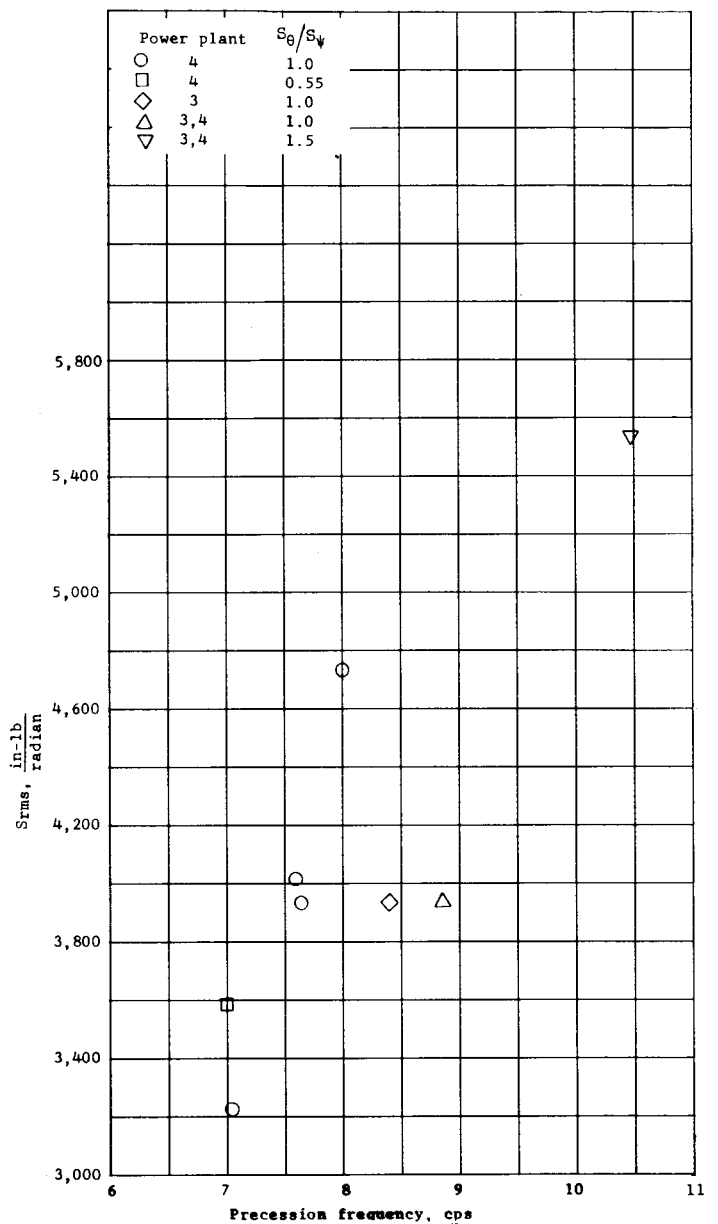 Power plant Sθ/Sψ
4 1.0
4 0.55
3 1.0
3,4 1.0
3,4 1.5
5,800
5,400
5,000
4,600
4,200
3,800
3,400
3,000
Srms, in-lb
radian
6 7 8 9 10 11
Precession frequency, cps